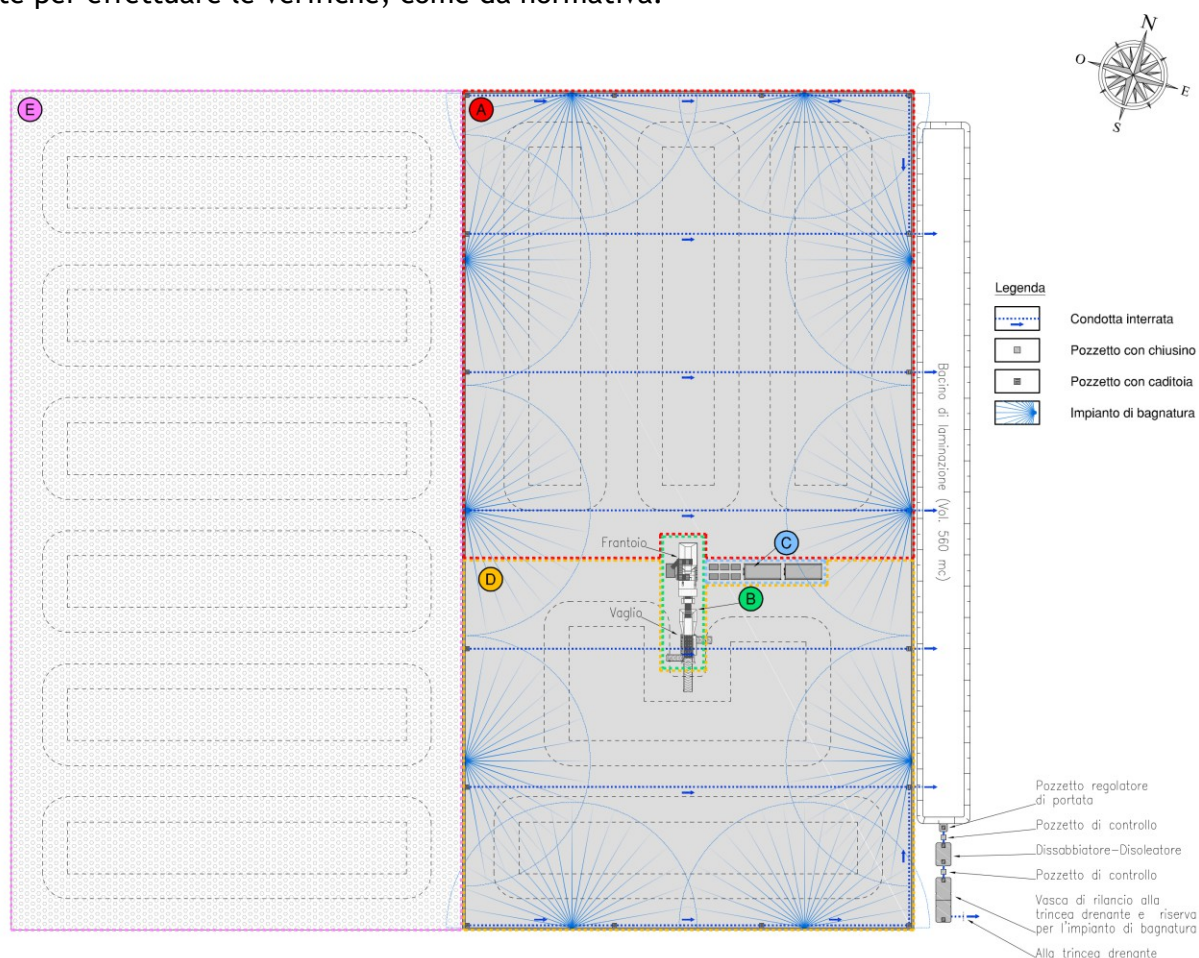 te per effettuare le verifiche, come da normativa.
N
O
E
S
E
A
Legenda
Condotta interrata
Pozzetto con chiusino
Pozzetto con caditoia
Impianto di bagnatura
Bacino di laminazione (Vol. 560 mc)
Frantoio
C
D
B
Vaglio
Pozzetto regolatore
di portata
Pozzetto di controllo
Dissabbiatore-Disoleatore
Pozzetto di controllo
Vasca di rilancio alla
trincea drenante e riserva
per l'impianto di bagnatura
Alla trincea drenante